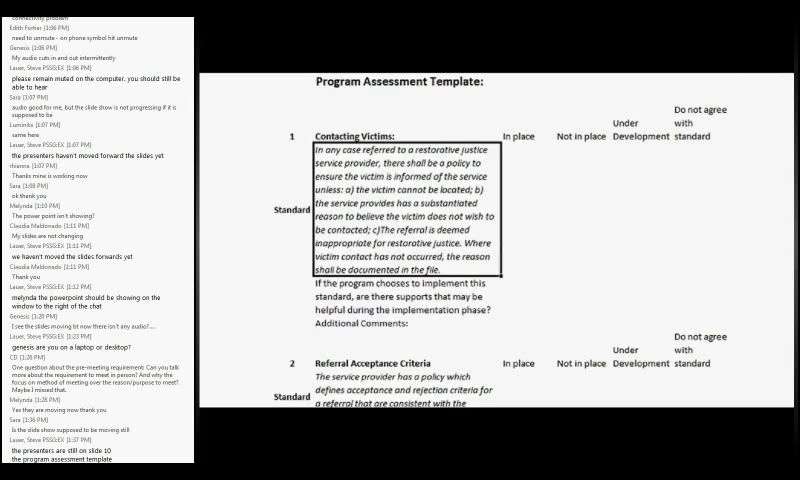 connectivity problem
Edith Fortier [1:06 PM]
need to unmute - on phone symbol hit unmute
Genesis [1:06 PM]
My audio cuts in and out intermittently
Lauer, Steve PSSG:EX [1:06 PM]
please remain muted on the computer. you should still be
able to hear
Sara [1:07 PM]
audio good for me, but the slide show is not progressing if it is
supposed to be
Luminita [1:07 PM]
same here
Lauer, Steve PSSG:EX [1:07 PM]
the presenters haven't moved forward the slides yet
rhianna [1:07 PM]
Thanks mine is working now
Sara [1:08 PM]
ok thank you
Melynda [1:10 PM]
The power point isn't showing?
Claudia Maldonado [1:11 PM]
My slides are not changing
Lauer, Steve PSSG:EX [1:11 PM]
we haven't moved the slides forwards yet
Claudia Maldonado [1:11 PM]
Thank you
Lauer, Steve PSSG:EX [1:12 PM]
melynda the powerpoint should be showing on the
window to the right of the chat
Genesis [1:20 PM]
I see the slides moving bt now there isn't any audio?....
Lauer, Steve PSSG:EX [1:23 PM]
genesis are you on a laptop or desktop?
CD [1:26 PM]
One question about the pre-meeting requirement: Can you talk
more about the requirement to meet in person? And why the
focus on method of meeting over the reason/purpose to meet?
Maybe I missed that.
Melynda [1:28 PM]
Yes they are moving now thank you
Sara [1:36 PM]
Is the slide show supposed to be moving still
Lauer, Steve PSSG:EX [1:37 PM]
the presenters are still on slide 10
the program assessment template
Program Assessment Template:
1 Contacting Victims: In place Not in place Under Development Do not agree with standard
Standard
In any case referred to a restorative justice
service provider, there shall be a policy to
ensure the victim is informed of the service
unless: a) the victim cannot be located; b)
the service provides has a substantiated
reason to believe the victim does not wish to
be contacted; c)The referral is deemed
inappropriate for restorative justice. Where
victim contact has not occurred, the reason
shall be documented in the file.
If the program chooses to implement this
standard, are there supports that may be
helpful during the implementation phase?
Additional Comments:
2 Referral Acceptance Criteria In place Not in place Under Development Do not agree with standard
Standard
The service provider has a policy which
defines acceptance and rejection criteria for
a referral that are consistent with the